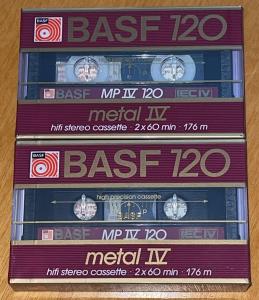 BASF
BASF 120
BASF MP IV 120 IEC IV
metal IV
hifi stereo cassette · 2 x 60 min · 176 m
BASF
BASF 120
high precision cassette
BASF
BASF MP IV 120 IEC IV
metal IV
hifi stereo cassette · 2 x 60 min · 176 m